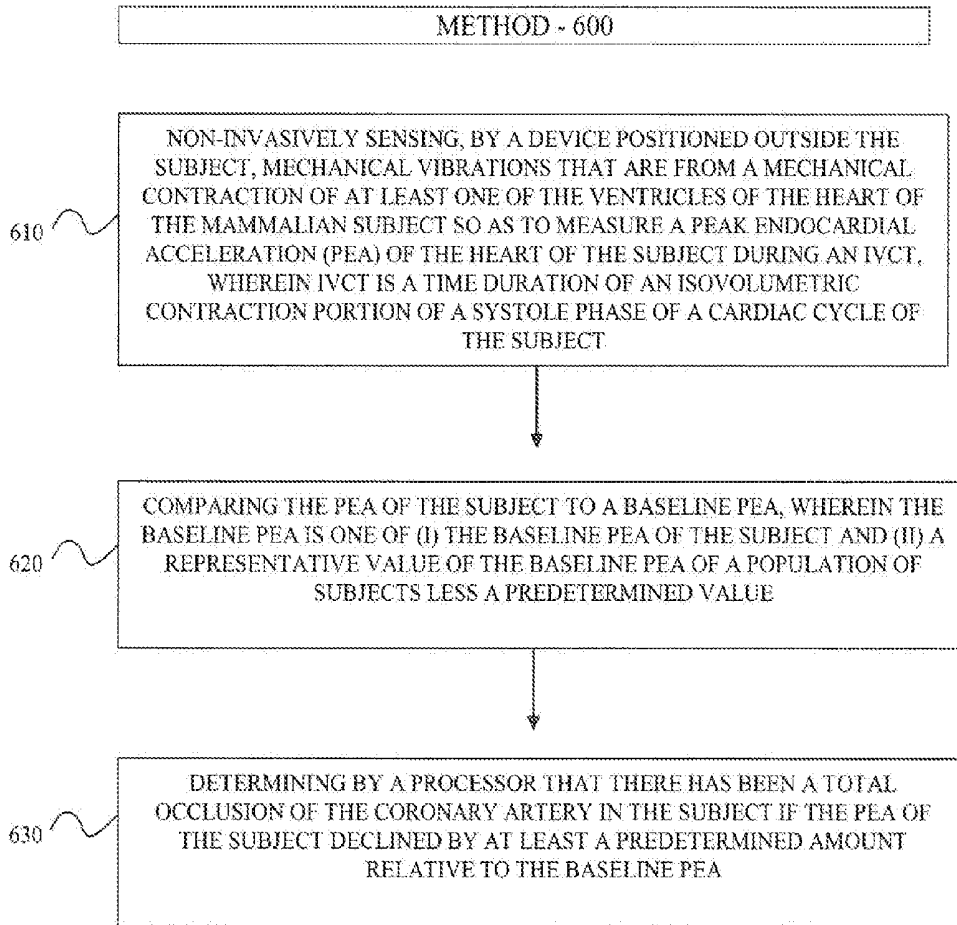 METHOD - 600
NON-INVASIVELY SENSING, BY A DEVICE POSITIONED OUTSIDE THE
SUBJECT, MECHANICAL VIBRATIONS THAT ARE FROM A MECHANICAL
CONTRACTION OF AT LEAST ONE OF THE VENTRICLES OF THE HEART OF
THE MAMMALIAN SUBJECT SO AS TO MEASURE A PEAK ENDOCARDIAL
ACCELERATION (PEA) OF THE HEART OF THE SUBJECT DURING AN IVCT,
WHEREIN IVCT IS A TIME DURATION OF AN ISOVOLUMETRIC
CONTRACTION PORTION OF A SYSTOLE PHASE OF A CARDIAC CYCLE OF
THE SUBJECT.
610
COMPARING THE PEA OF THE SUBJECT TO A BASELINE PEA, WHEREIN THE
BASELINE PEA IS ONE OF (I) THE BASELINE PEA OF THE SUBJECT AND (II) A
REPRESENTATIVE VALUE OF THE BASELINE PEA OF A POPULATION OF
SUBJECTS LESS A PREDETERMINED VALUE
620
DETERMINING BY A PROCESSOR THAT THERE HAS BEEN A TOTAL
OCCLUSION OF THE CORONARY ARTERY IN THE SUBJECT IF THE PEA OF
THE SUBJECT DECLINED BY AT LEAST A PREDETERMINED AMOUNT
RELATIVE TO THE BASELINE PEA
630